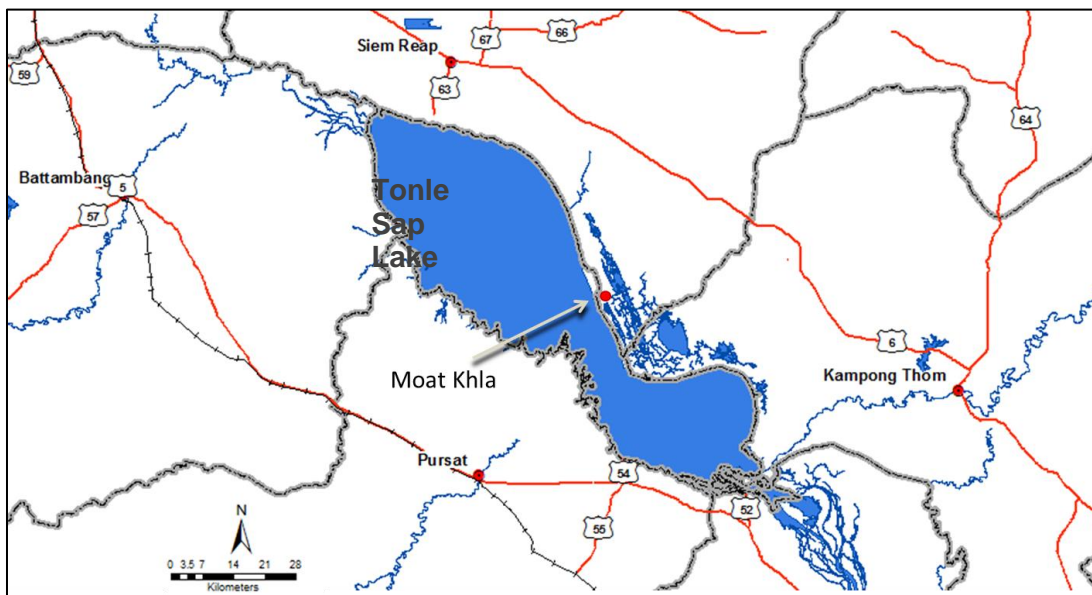 66
67
Siem Reap
59
63
64
Battambang
5
Tonle
57
Sap
Lake
6
Moat Khla
Kampong Thom
Pursat
54
52
N
55
0 3.5 7 14 21 28
Kilometers